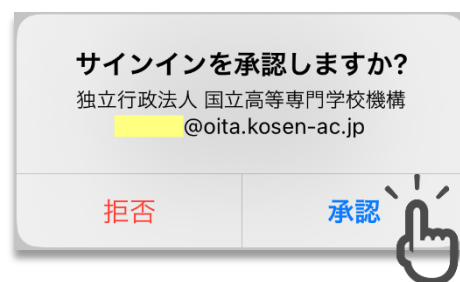 サインインを承認しますか?
独立行政法人 国立高等専門学校機構
@oita.kosen-ac.jp
拒否
承認